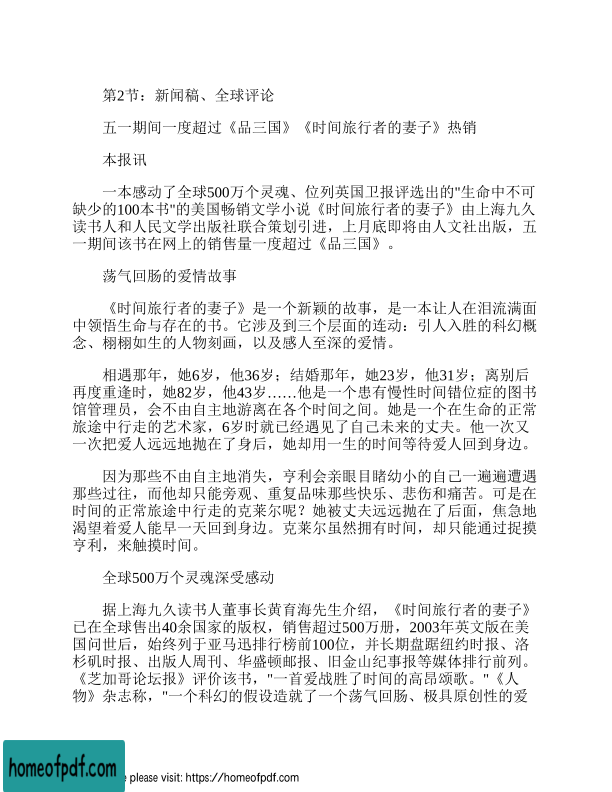 第2节：新闻稿、全球评论
五一期间一度超过《品三国》《时间旅行者的妻子》热销
本报讯
一本感动了全球500万个灵魂、位列英国卫报评选出的"生命中不可
缺少的100本书"的美国畅销文学小说《时间旅行者的妻子》由上海九久
读书人和人民文学出版社联合策划引进，上月底即将由人文社出版，五
一期间该书在网上的销售量一度超过《品三国》。
荡气回肠的爱情故事
《时间旅行者的妻子》是一个新颖的故事，是一本让人在泪流满面
中领悟生命与存在的书。它涉及到三个层面的连动：引人入胜的科幻概
念、栩栩如生的人物刻画，以及感人至深的爱情。
相遇那年，她6岁，他36岁；结婚那年，她23岁，他31岁；离别后
再度重逢时，她82岁，他43岁……他是一个患有慢性时间错位症的图书
馆管理员，会不由自主地游离在各个时间之间。她是一个在生命的正常
旅途中行走的艺术家，6岁时就已经遇见了自己未来的丈夫。他一次又
一次把爱人远远地抛在了身后，她却用一生的时间等待爱人回到身边。
因为那些不由自主地消失，亨利会亲眼目睹幼小的自己一遍遍遭遇
那些过往，而他却只能旁观、重复品味那些快乐、悲伤和痛苦。可是在
时间的正常旅途中行走的克莱尔呢？她被丈夫远远抛在了后面，焦急地
渴望着爱人能早一天回到身边。克莱尔虽然拥有时间，却只能通过捉摸
亨利，来触摸时间。
全球500万个灵魂深受感动
据上海九久读书人董事长黄育海先生介绍，《时间旅行者的妻子》
已在全球售出40余国家的版权，销售超过500万册，2003年英文版在美
国问世后，始终列于亚马迅排行榜前100位，并长期盘踞纽约时报、洛
杉矶时报、出版人周刊、华盛顿邮报、旧金山纪事报等媒体排行前列。
《芝加哥论坛报》评价该书，"一首爱战胜了时间的高昂颂歌。"《人
物》杂志称，"一个科幻的假设造就了一个荡气回肠、极具原创性的爱
homeofpdf.com
please visit: https://homeofpdf.com